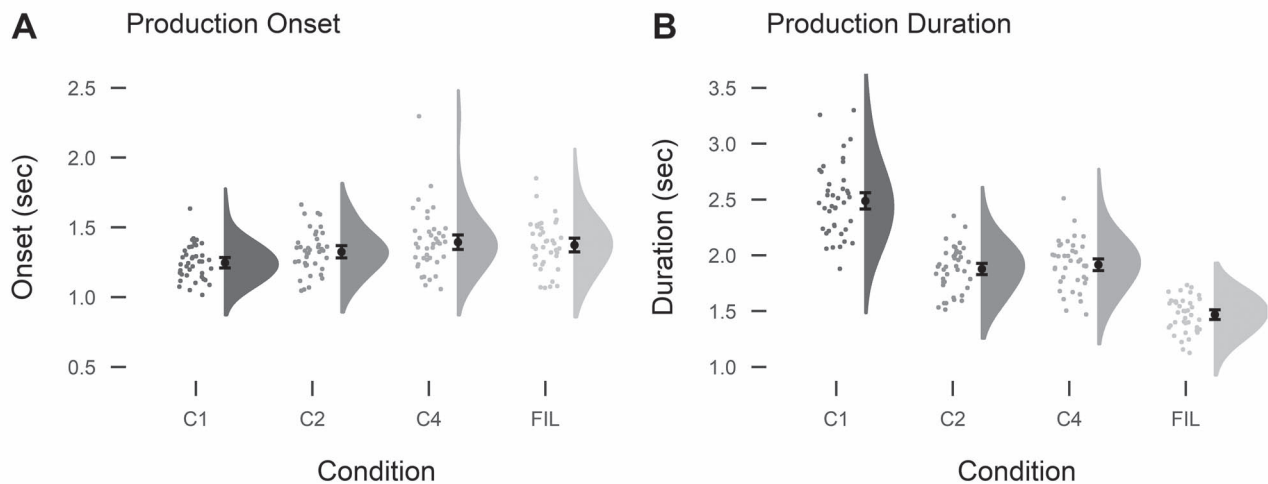 A Production Onset
2.5
2.0
1.5
1.0
0.5
Onset (sec)
C1 C2 C4 FIL
Condition
B Production Duration
3.5
3.0
2.5
2.0
1.5
1.0
Duration (sec)
C1 C2 C4 FIL
Condition